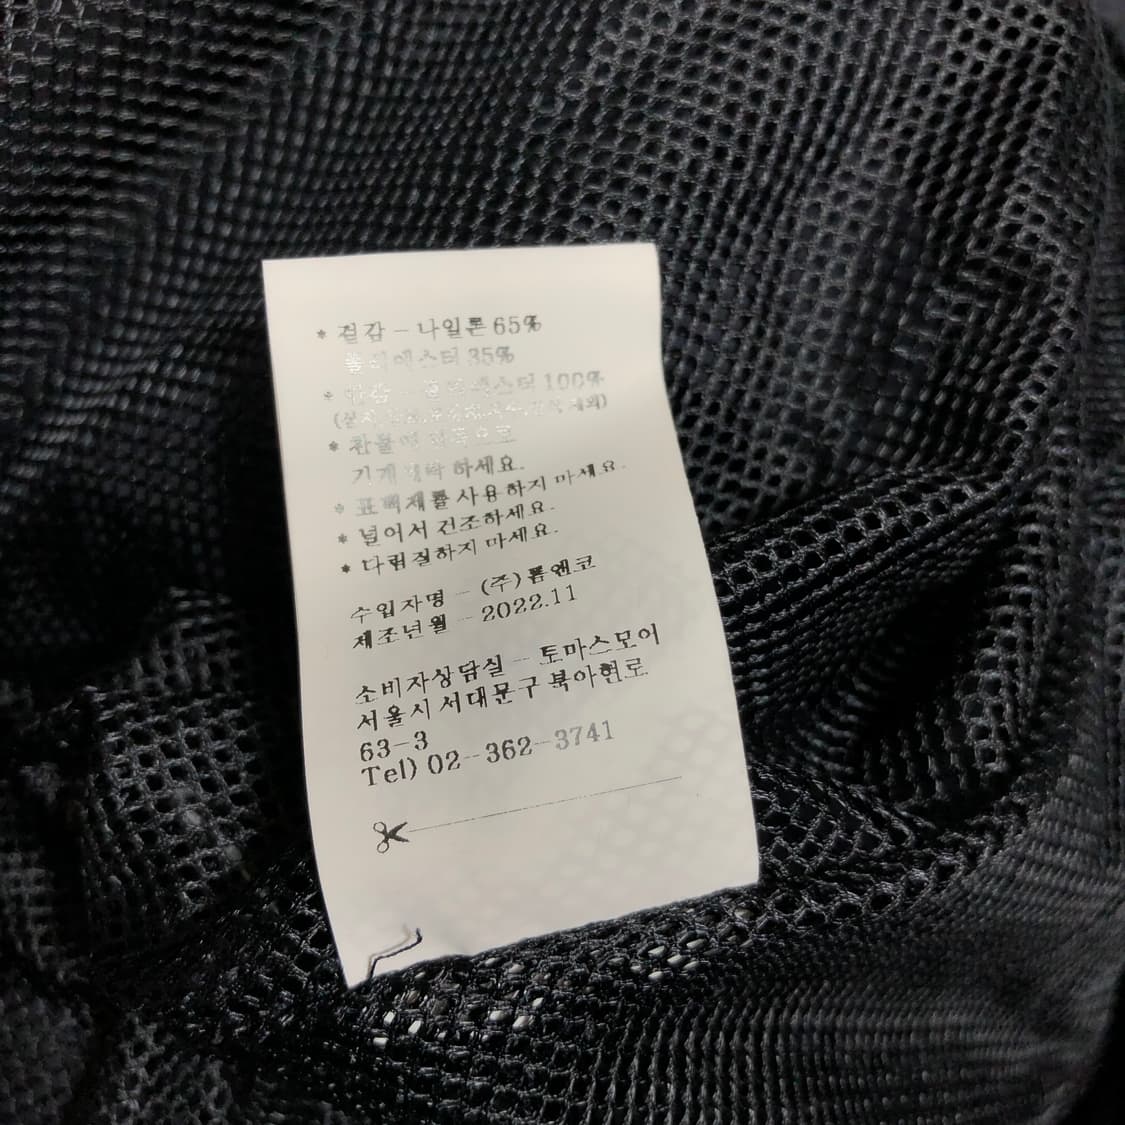 * 겉감 - 나일론 65%
폴리에스터 35%
* 안감 - 폴리에스터 100%
* 찬물에 단독으로
기계세탁 하세요.
* 표백제를 사용하지 마세요.
* 널어서 건조하세요.
* 다림질하지 마세요.
수입자명 - (주)폼앤코
제조년월 - 2022.11
소비자상담실 - 토마스모어
서울시 서대문구 북아현로
63-3
Tel) 02-362-3741